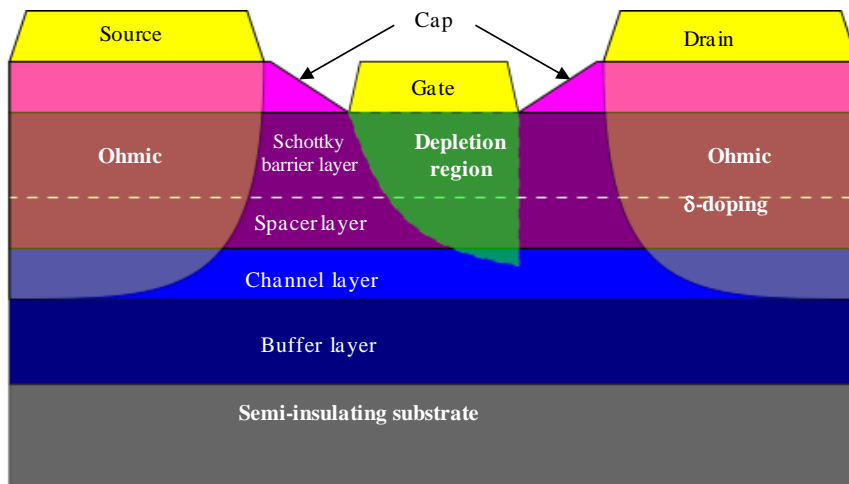 Source
Cap
Drain
Gate
Ohmic
Schottky
barrier layer
Depletion
region
Ohmic
δ-doping
Spacer layer
Channel layer
Buffer layer
Semi-insulating substrate